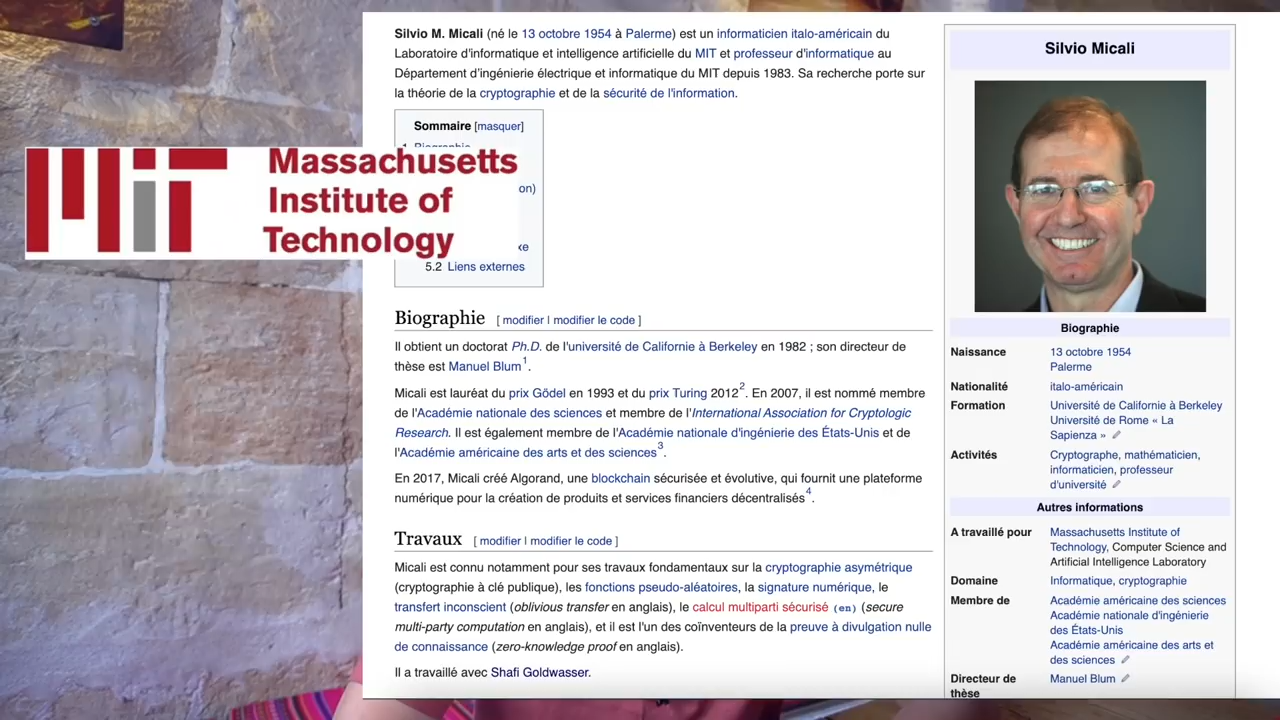 Silvio M. Micali (né le 13 octobre 1954 à Palerme) est un informaticien italo-américain du
Laboratoire d'informatique et intelligence artificielle du MIT et professeur d'informatique au
Département d'ingénierie électrique et informatique du MIT depuis 1983. Sa recherche porte sur
la théorie de la cryptographie et de la sécurité de l'information.
Sommaire [masquer]
1 Biographie
on)
xe
5.2 Liens externes
MIT
Massachusetts
Institute of
Technology
Biographie [ modifier | modifier le code ]
Il obtient un doctorat Ph.D. de l'université de Californie à Berkeley en 1982 ; son directeur de
thèse est Manuel Blum1.
Micali est lauréat du prix Gödel en 1993 et du prix Turing 20122. En 2007, il est nommé membre
de l'Académie nationale des sciences et membre de l'International Association for Cryptologic
Research. Il est également membre de l'Académie nationale d'ingénierie des États-Unis et de
l'Académie américaine des arts et des sciences3.
En 2017, Micali créé Algorand, une blockchain sécurisée et évolutive, qui fournit une plateforme
numérique pour la création de produits et services financiers décentralisés4.
Travaux [ modifier | modifier le code ]
Micali est connu notamment pour ses travaux fondamentaux sur la cryptographie asymétrique
(cryptographie à clé publique), les fonctions pseudo-aléatoires, la signature numérique, le
transfert inconscient (oblivious transfer en anglais), le calcul multiparti sécurisé (en) (secure
multi-party computation en anglais), et il est l'un des coïnventeurs de la preuve à divulgation nulle
de connaissance (zero-knowledge proof en anglais).
Il a travaillé avec Shafi Goldwasser.
Silvio Micali
Biographie
Naissance 13 octobre 1954
Palerme
Nationalité italo-américain
Formation Université de Californie à Berkeley
Université de Rome « La
Sapienza »
Activités Cryptographe, mathématicien,
informaticien, professeur
d'université
Autres informations
A travaillé pour Massachusetts Institute of
Technology, Computer Science and
Artificial Intelligence Laboratory
Domaine Informatique, cryptographie
Membre de Académie américaine des sciences
Académie nationale d'ingénierie
des États-Unis
Académie américaine des arts et
des sciences
Directeur de Manuel Blum
thèse